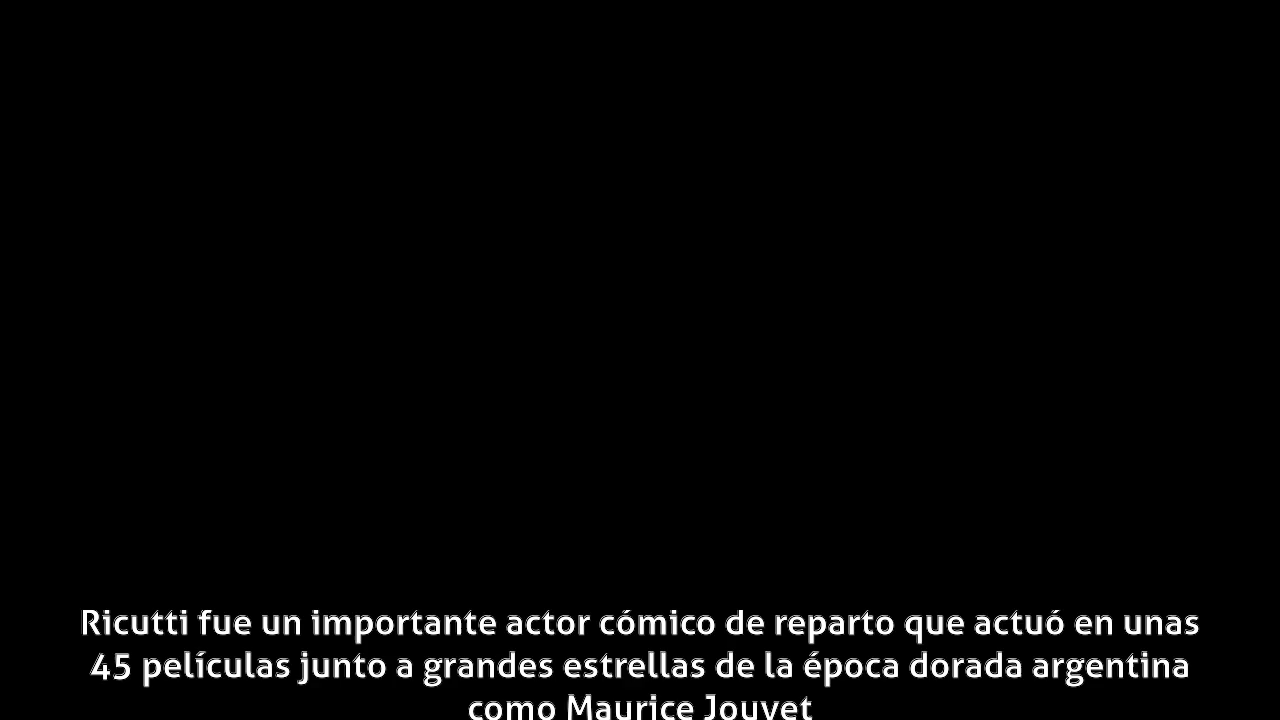 Ricutti fue un importante actor cómico de reparto que actuó en unas
45 películas junto a grandes estrellas de la época dorada argentina
como Maurice Jouvet